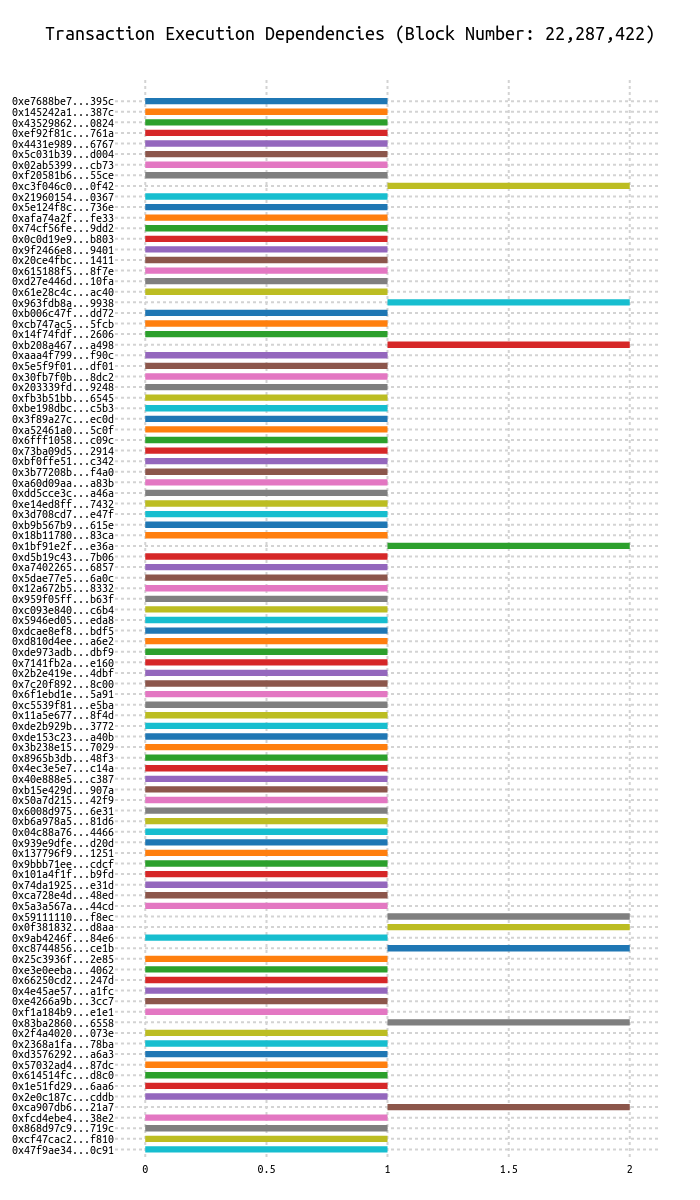 Transaction Execution Dependencies (Block Number: 22,287,422)
0xe7688be7...395c
0x145242a1...387c
0x43529862...0824
0xef92f81c...761a
0x4431e989...6767
0x5c031b39...d004
0x02ab5399...cb73
0xf20581b6...55ce
0xc3f046c0...0f42
0x21960154...0367
0x5e124f8c...736e
0xafa74a2f...fe33
0x74cf56fe...9dd2
0x0c0d19e9...b803
0x9f2466e8...9401
0x20ce4fbc...1411
0x615188f5...8f7e
0xd27e446d...10fa
0x61e28c4c...ac40
0x963fdb8a...9938
0xb006c47f...dd72
0xcb747ac5...5fcb
0x14f74fdf...2606
0xb208a467...a498
0xaaa4f799...f90c
0x5e5f9f01...df01
0x30fb7f0b...8dc2
0x203339fd...9248
0xfb3b51bb...6545
0xbe198dbc...c5b3
0x3f89a27c...ec0d
0xa52461a0...5c0f
0x6fff1058...c09c
0x73ba09d5...2914
0xbf0ffe51...c342
0x3b77208b...f4a0
0xa60d09aa...a83b
0xdd5cce3c...a46a
0xe14ed8ff...7432
0x3d708cd7...e47f
0xb9b567b9...615e
0x18b11780...83ca
0x1bf91e2f...e36a
0xd5b19c43...7b06
0xa7402265...6857
0x5dae77e5...6a0c
0x12a672b5...8332
0x959f05ff...b63f
0xc093e840...c6b4
0x5946ed05...eda8
0xdcae8ef8...bdf5
0xd810d4ee...a6e2
0xde973adb...dbf9
0x7141fb2a...e160
0x2b2e419e...4dbf
0x7c20f892...8c00
0x6f1ebd1e...5a91
0xc5539f81...e5ba
0x11a5e677...8f4d
0xde2b929b...3772
0xde153c23...a40b
0x3b238e15...7029
0x8965b3db...48f3
0x4ec3e5e7...c14a
0x40e888e5...c387
0xb15e429d...907a
0x50a7d215...42f9
0x6008d975...6e31
0xb6a978a5...81d6
0x04c88a76...4466
0x939e9dfe...d20d
0x137796f9...1251
0x9bbb71ee...cdcf
0x101a4f1f...b9fd
0x74da1925...e31d
0xca728e4d...48ed
0x5a3a567a...44cd
0x59111110...f8ec
0x0f381832...d8aa
0x9ab4246f...84e6
0xc8744856...ce1b
0x25c3936f...2e85
0xe3e0eeba...4062
0x66250cd2...247d
0x4e45ae57...a1fc
0xe4266a9b...3cc7
0xf1a184b9...e1e1
0x83ba2860...6558
0x2f4a4020...073e
0x2368a1fa...78ba
0xd3576292...a6a3
0x57032ad4...87dc
0x614514fc...d8c0
0x1e51fd29...6aa6
0x2e0c187c...cddb
0xca907db6...21a7
0xfcd4ebe4...38e2
0x868d97c9...719c
0xcf47cac2...f810
0x47f9ae34...0c91
0 0.5 1 1.5 2